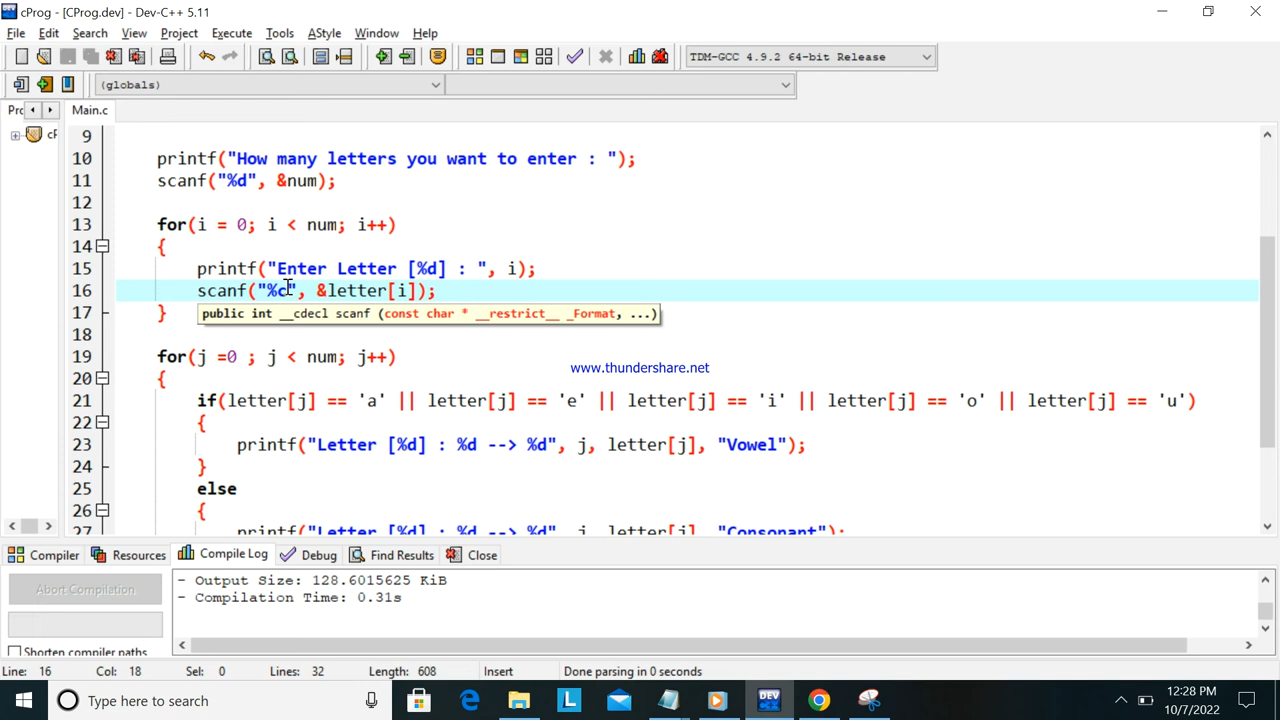 cProg - [CProg.dev] - Dev-C++ 5.11
File Edit Search View Project Execute Tools AStyle Window Help
TDM-GCC 4.9.2 64-bit Release
(globals)
Prc Main.c
cF
9
10 printf("How many letters you want to enter : ");
11 scanf("%d", &num);
12
13 for(i = 0; i < num; i++)
14 {
15 printf("Enter Letter [%d] : ", i);
16 scanf("%c", &letter[i]);
17 }
public int __cdecl scanf (const char * __restrict__ _Format, ...)
18
www.thundershare.net
19 for(j =0 ; j < num; j++)
20 {
21 if(letter[j] == 'a' || letter[j] == 'e' || letter[j] == 'i' || letter[j] == 'o' || letter[j] == 'u')
22 {
23 printf("Letter [%d] : %d --> %d", j, letter[j], "Vowel");
24 }
25 else
26 {
27 printf("Letter [%d] : %d --> %d", j, letter[j], "Consonant");
Compiler Resources Compile Log Debug Find Results Close
Abort Compilation
Shorten compiler paths
- Output Size: 128.6015625 KiB
- Compilation Time: 0.31s
Line: 16 Col: 18 Sel: 0 Lines: 32 Length: 608 Insert Done parsing in 0 seconds
Type here to search
12:28 PM
10/7/2022